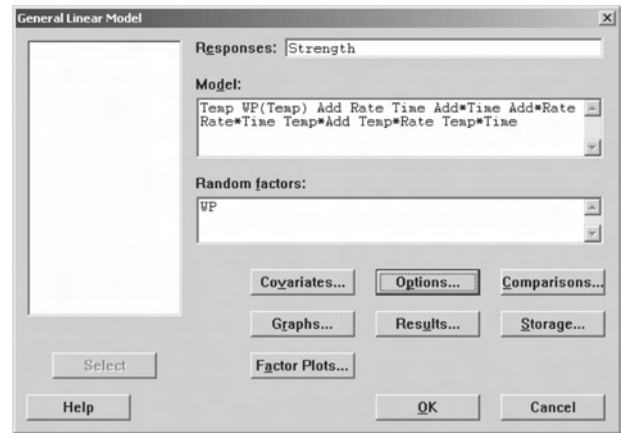 General Linear Model
Responses: Strength
Model:
Temp WP(Temp) Add Rate Time Add*Time Add*Rate
Rate*Time Temp*Add Temp*Rate Temp*Time
Random factors:
WP
Covariates... Options... Comparisons...
Graphs... Results... Storage...
Select Factor Plots...
Help OK Cancel